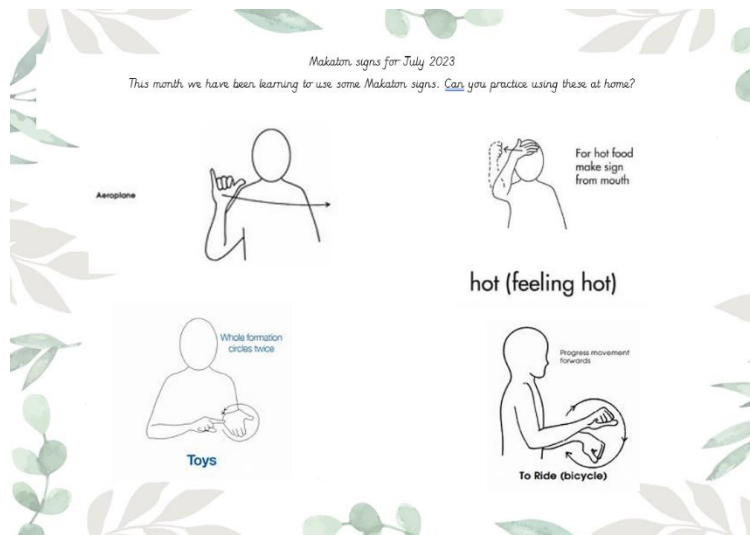 Makaton signs for July 2023
This month we have been learning to use some Makaton signs. Can you practice using these at home?
Aeroplane
For hot food
make sign
from mouth
hot (feeling hot)
Whole formation
circles twice
Toys
Progress movement
forwards
To Ride (bicycle)